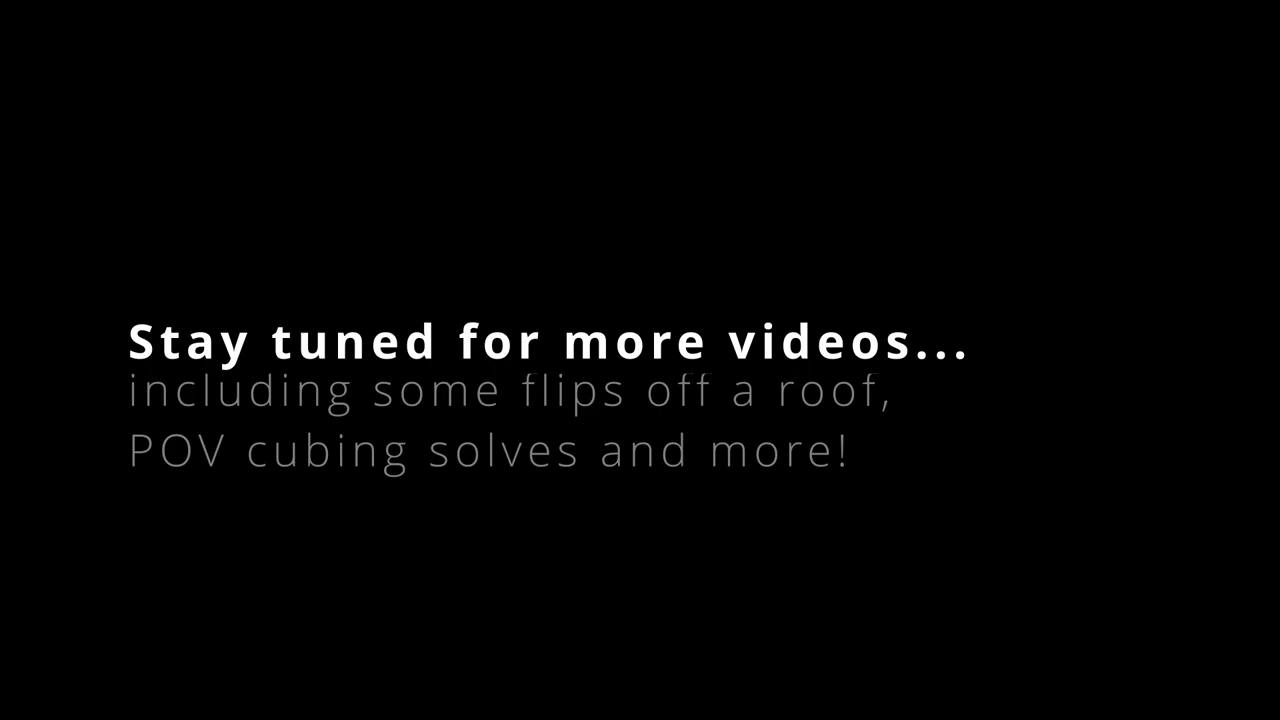 Stay tuned for more videos...
including some flips off a roof,
POV cubing solves and more!